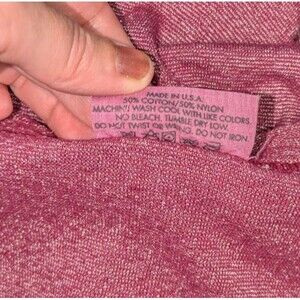 MADE IN U.S.A.
50% COTTON/50% NYLON
MACHINE WASH COOL WITH LIKE COLORS.
NO BLEACH. TUMBLE DRY LOW.
DO NOT TWIST OR WRING. DO NOT IRON.